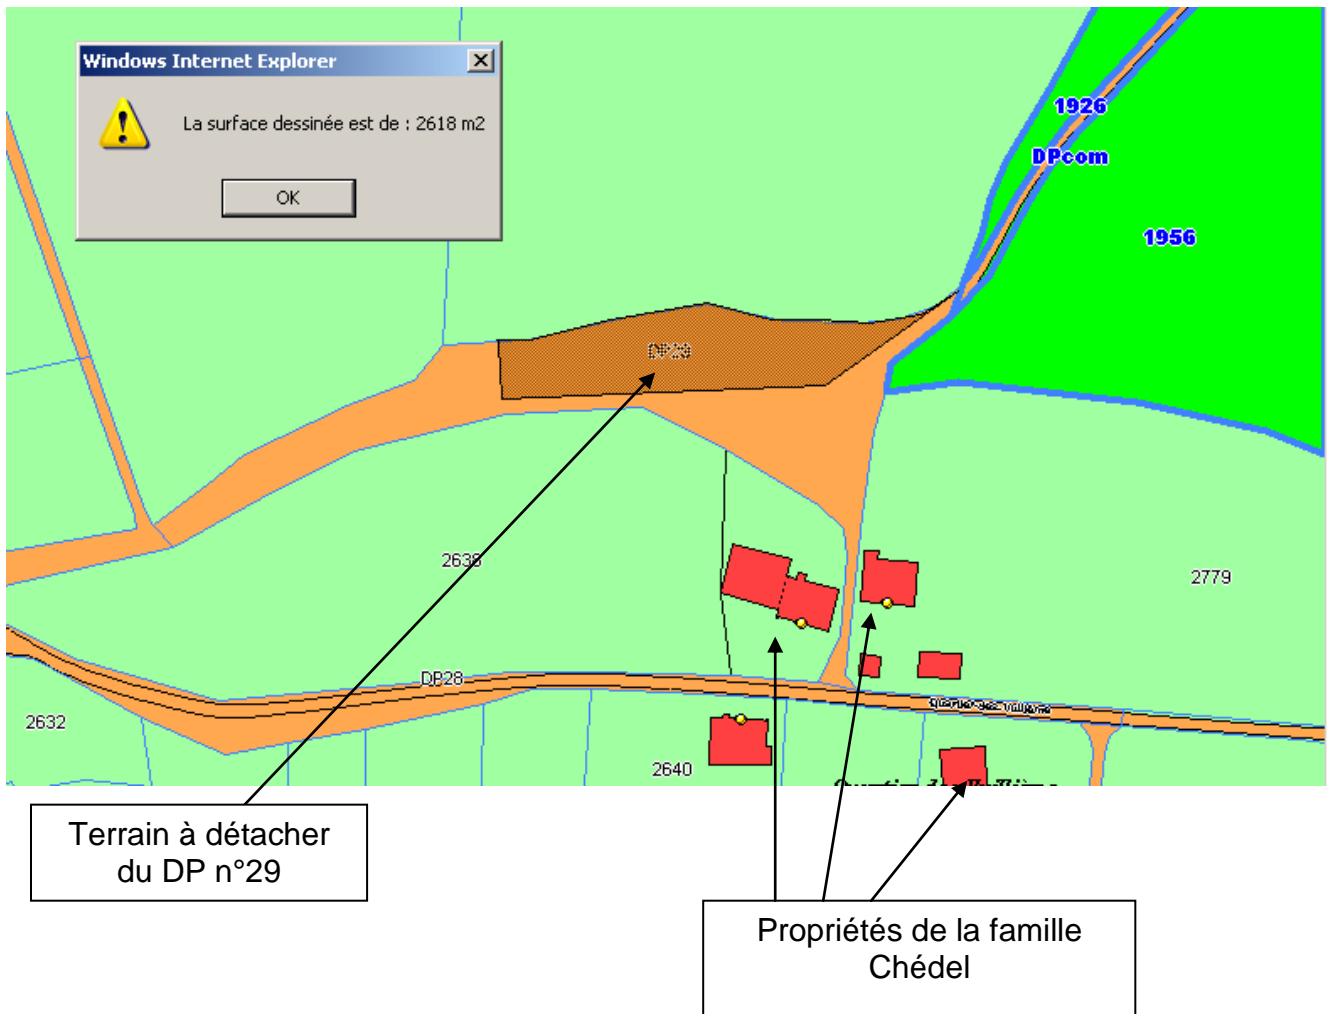 Windows Internet Explorer
La surface dessinée est de : 2618 m2
OK
1926
DPcom
1956
DP29
2638
2779
DP28
2632
2640
Terrain à détacher
du DP n°29
Propriétés de la famille
Chédel